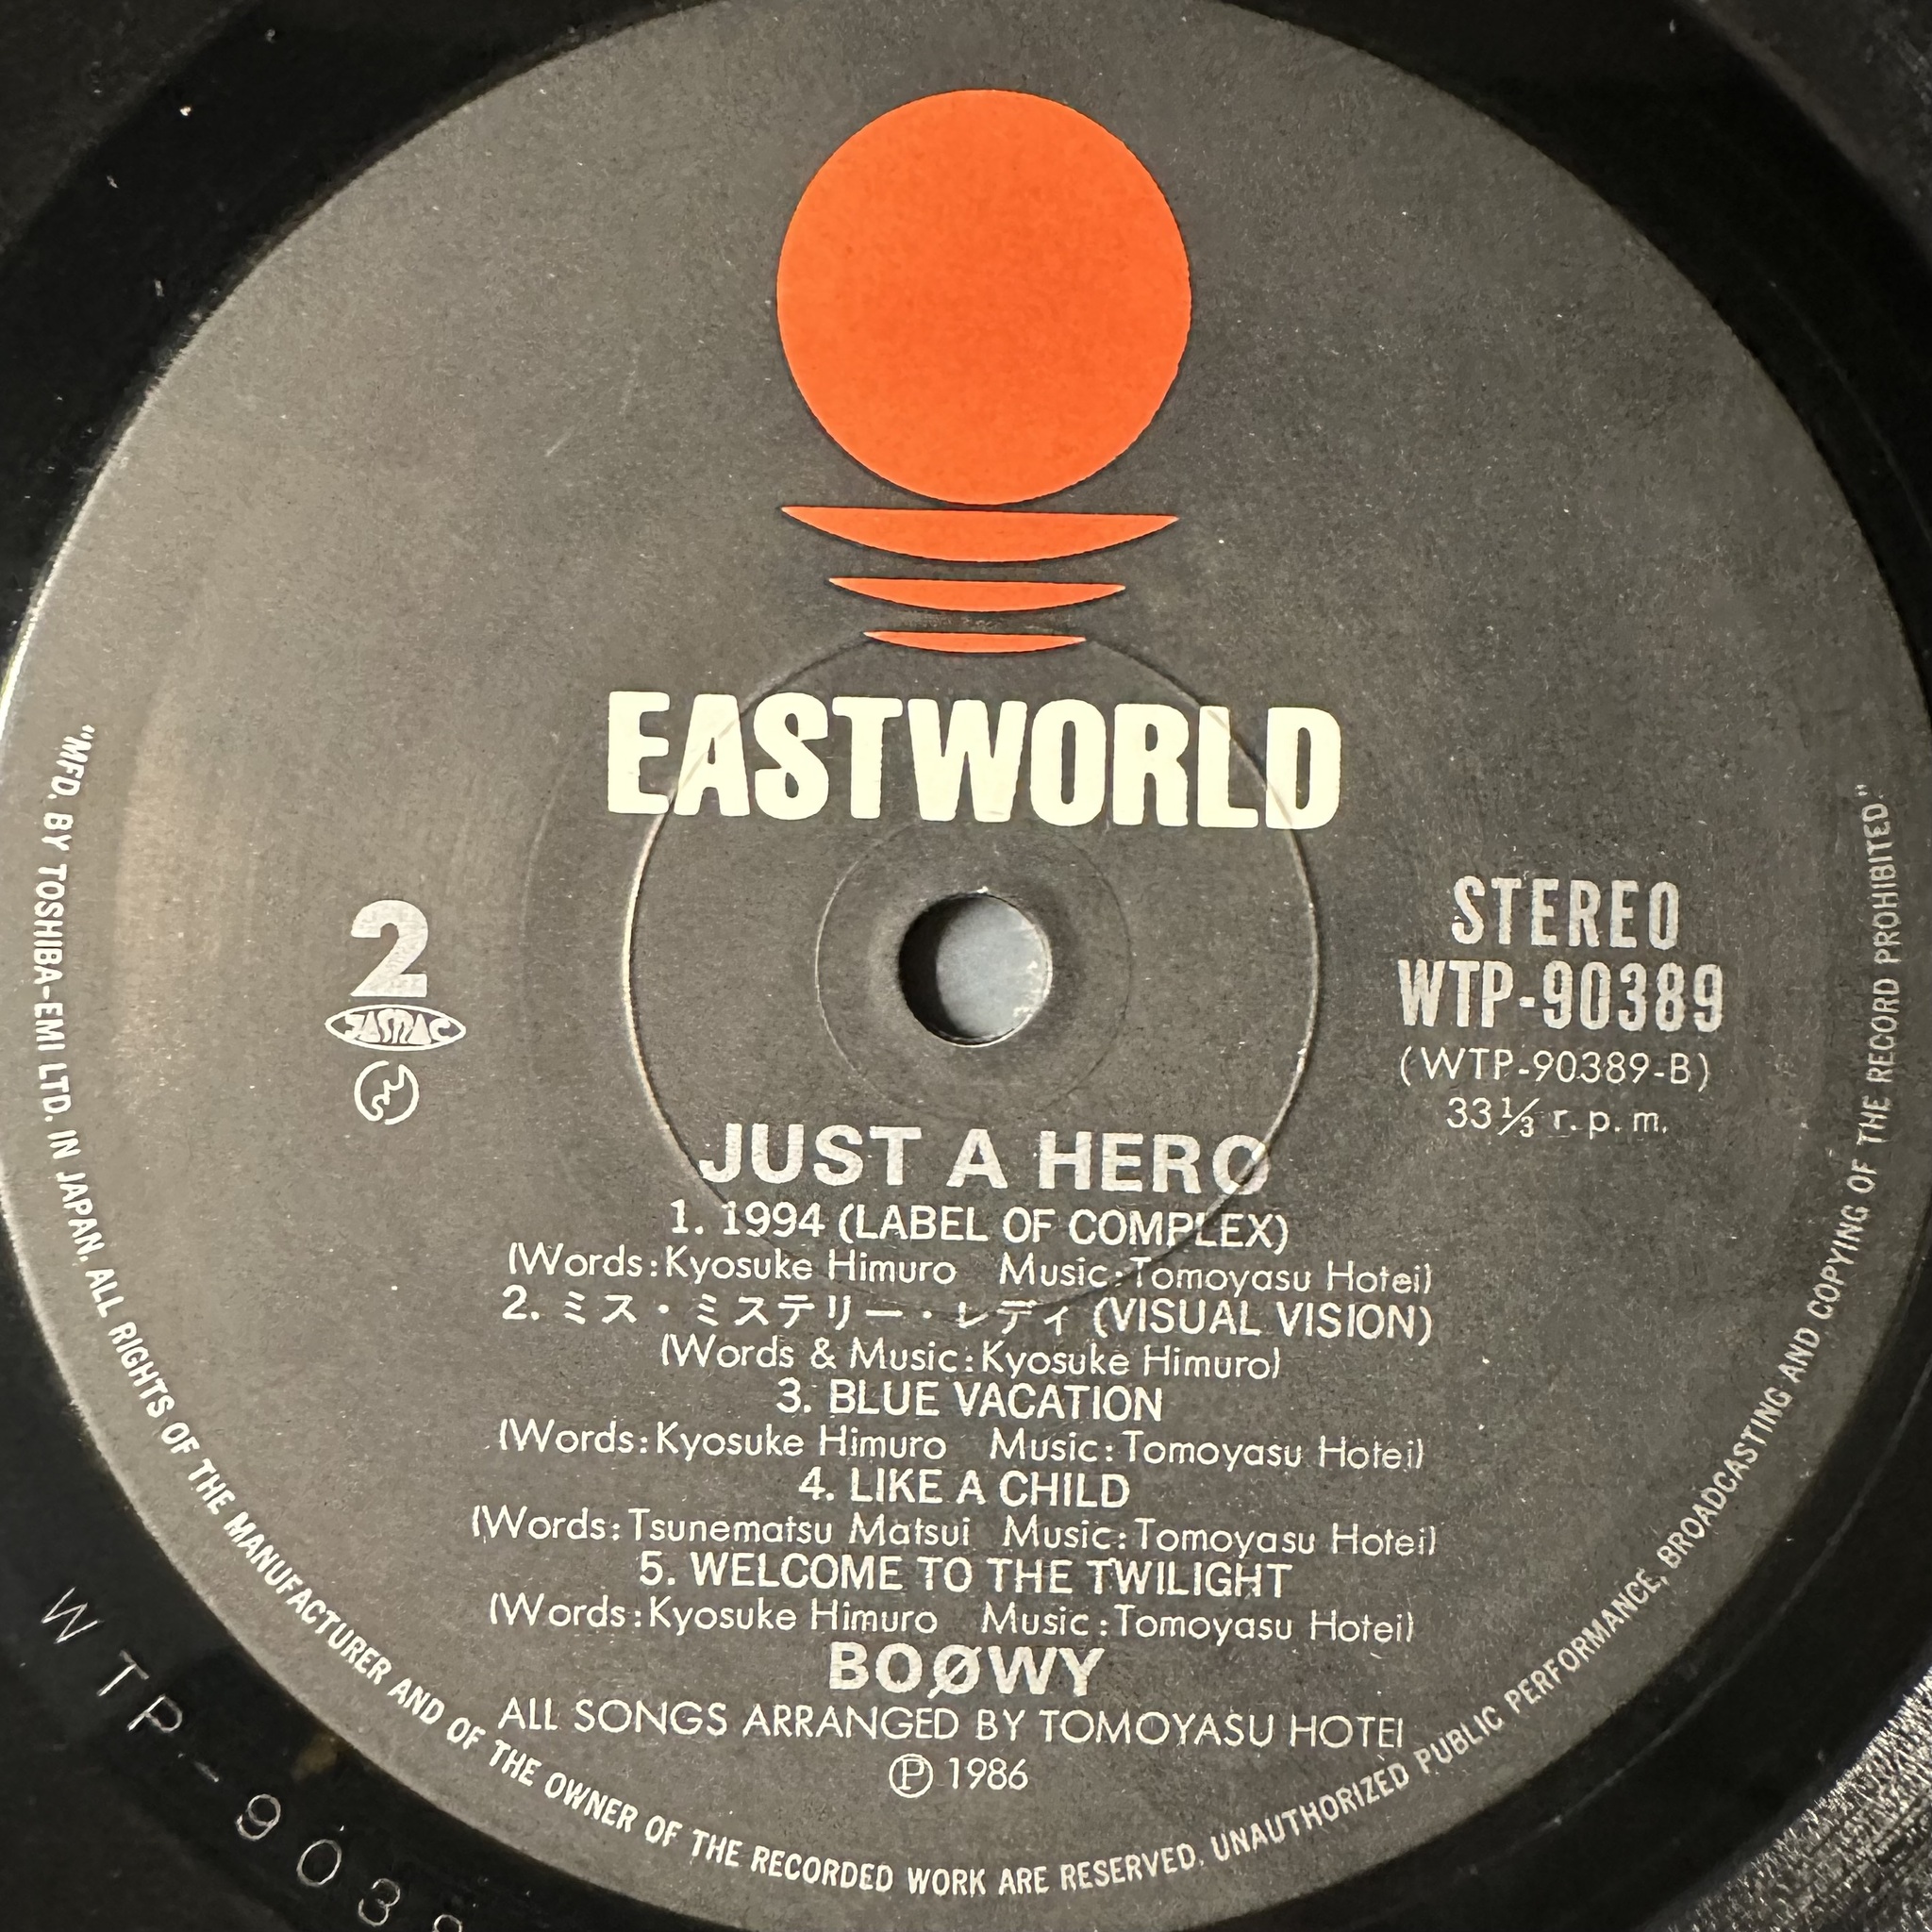 EASTWORLD
2
JASRAC
STEREO
WTP-90389
(WTP-90389-B)
33⅓ r.p.m.
JUST A HERO
1. 1994 (LABEL OF COMPLEX)
(Words:Kyosuke Himuro Music:Tomoyasu Hotei)
2. ミス・ミステリー・レディ (VISUAL VISION)
(Words & Music:Kyosuke Himuro)
3. BLUE VACATION
(Words:Kyosuke Himuro Music:Tomoyasu Hotei)
4. LIKE A CHILD
(Words:Tsunematsu Matsui Music:Tomoyasu Hotei)
5. WELCOME TO THE TWILIGHT
(Words:Kyosuke Himuro Music:Tomoyasu Hotei)
BOØWY
ALL SONGS ARRANGED BY TOMOYASU HOTEI
Ⓟ 1986
"MFD. BY TOSHIBA-EMI LTD. IN JAPAN. ALL RIGHTS OF THE MANUFACTURER AND OF THE OWNER OF THE RECORDED WORK ARE RESERVED. UNAUTHORIZED PUBLIC PERFORMANCE, BROADCASTING AND COPYING OF THE RECORD PROHIBITED."
WTP-9038